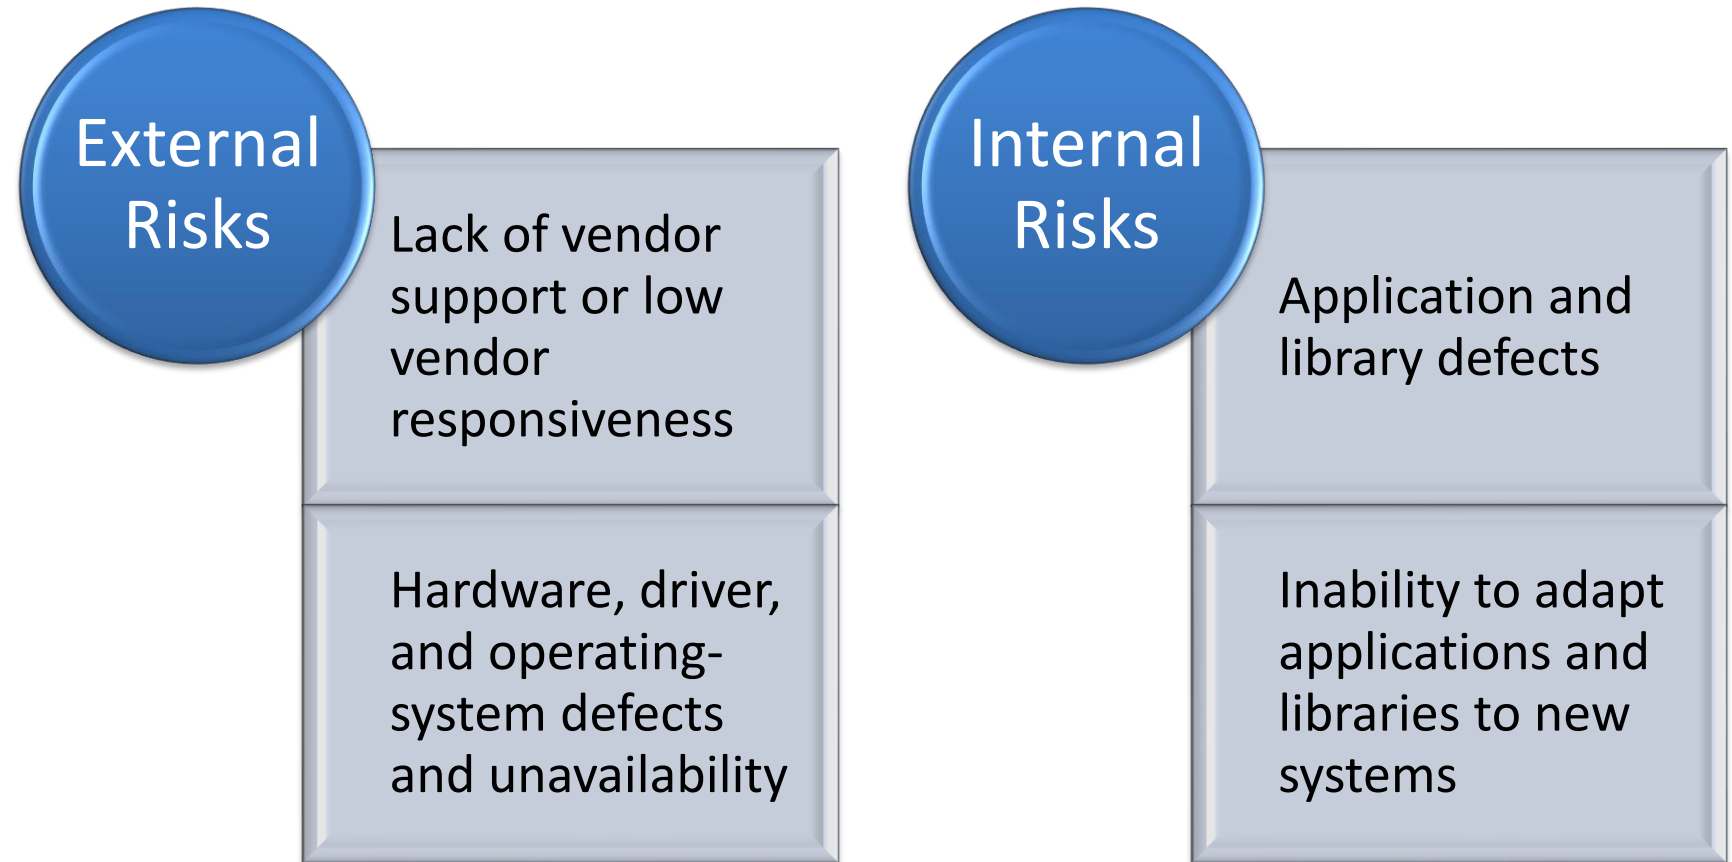 External
Risks
Lack of vendor
support or low
vendor
responsiveness
Hardware, driver,
and operating-
system defects
and unavailability
Internal
Risks
Application and
library defects
Inability to adapt
applications and
libraries to new
systems